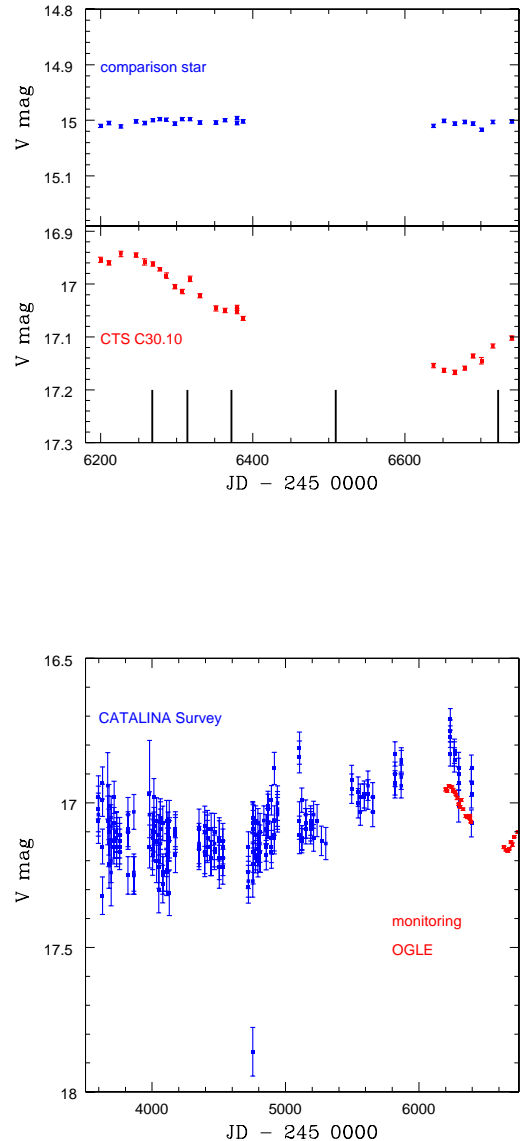 14.8
14.9
15
15.1
V mag
comparison star
16.9
17
17.1
17.2
17.3
V mag
CTS C30.10
6200
6400
6600
JD − 245 0000
16.5
17
17.5
18
V mag
CATALINA Survey
monitoring
OGLE
4000
5000
6000
JD − 245 0000